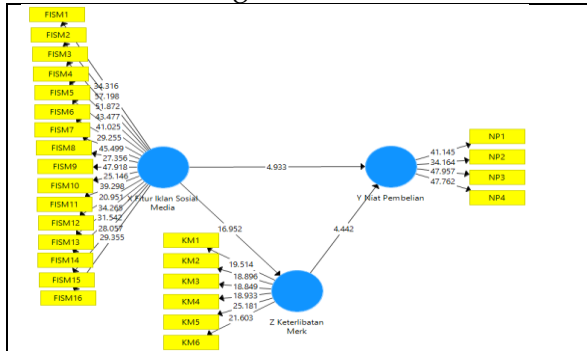 FISM1
FISM2
FISM3
FISM4
FISM5
FISM6
FISM7
FISM8
FISM9
FISM10
FISM11
FISM12
FISM13
FISM14
FISM15
FISM16
34.316
57.198
51.872
43.477
41.025
29.255
45.499
27.356
47.918
25.146
39.298
20.951
34.265
31.542
28.057
29.355
X Fitur Iklan Sosial
Media
4.933
16.952
4.442
Y Niat Pembelian
41.145
34.164
47.957
47.762
NP1
NP2
NP3
NP4
KM1
KM2
KM3
KM4
KM5
KM6
19.514
18.896
18.849
18.933
25.181
21.603
Z Keterlibatan
Merk